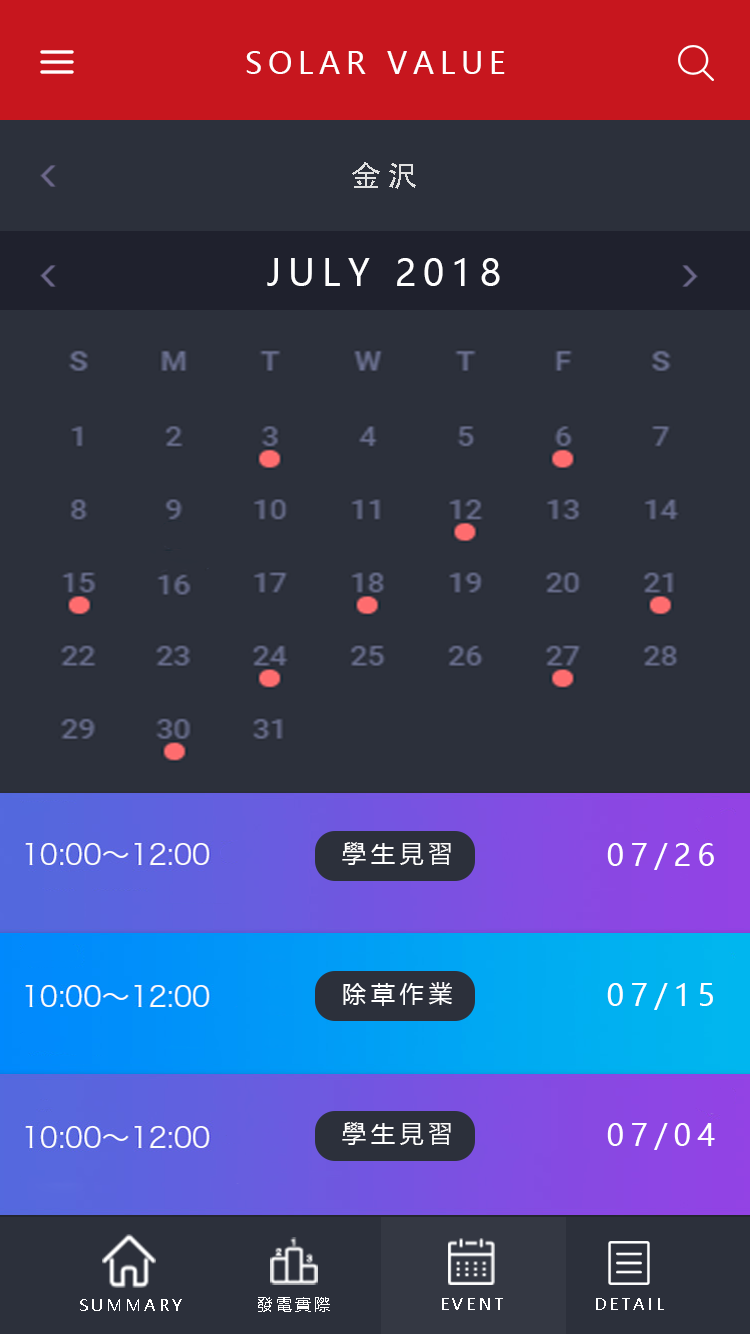 SOLAR VALUE
金沢
JULY 2018
S M T W T F S
1 2 3 4 5 6 7
8 9 10 11 12 13 14
15 16 17 18 19 20 21
22 23 24 25 26 27 28
29 30 31
10:00～12:00 學生見習 07/26
10:00～12:00 除草作業 07/15
10:00～12:00 學生見習 07/04
2 1 3
SUMMARY 發電實際 EVENT DETAIL